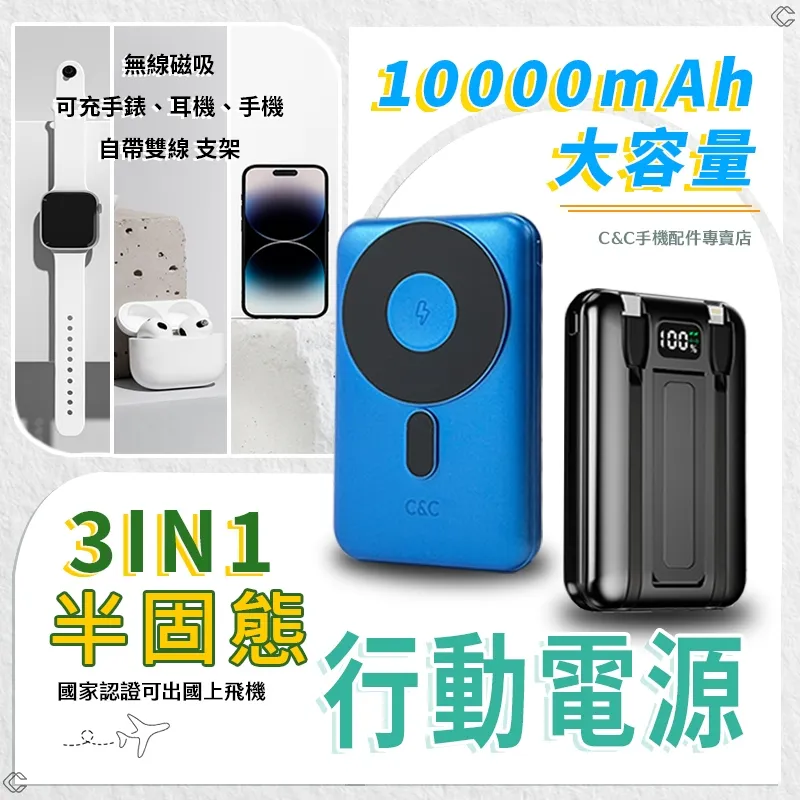 無線磁吸
可充手錶、耳機、手機
自帶雙線 支架
10000mAh
大容量
C&C手機配件專賣店
100%
C&C
3IN1
半固態
國家認證可出國上飛機
行動電源